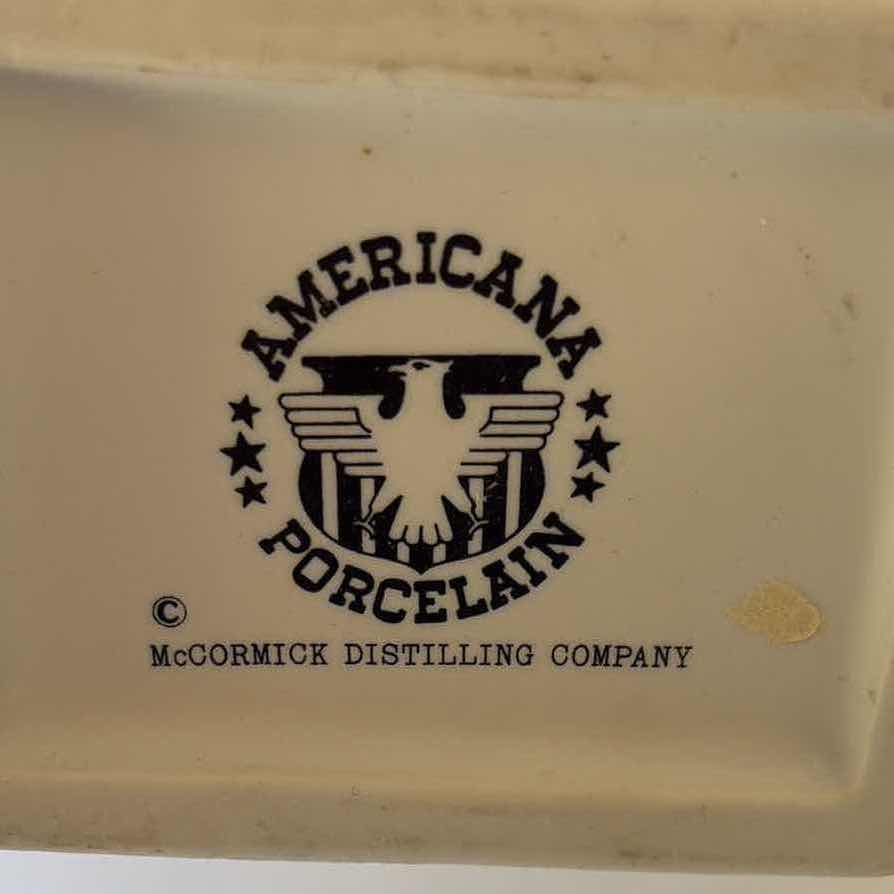 AMERICANA
PORCELAIN
©
McCORMICK DISTILLING COMPANY